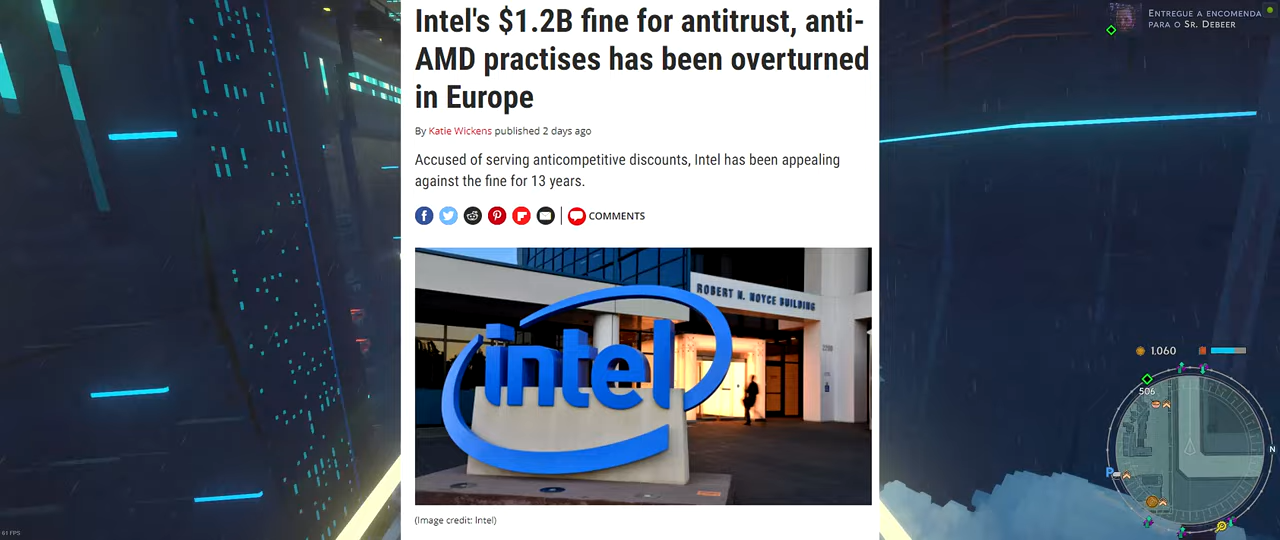 Intel's $1.2B fine for antitrust, anti-
AMD practises has been overturned
in Europe
By Katie Wickens published 2 days ago
Accused of serving anticompetitive discounts, Intel has been appealing
against the fine for 13 years.
COMMENTS
ROBERT N. NOYCE BUILDING
intel
(Image credit: Intel)
ENTREGUE A ENCOMENDA
PARA O SR. DEBEER
1.060
506
N
P
61 FPS